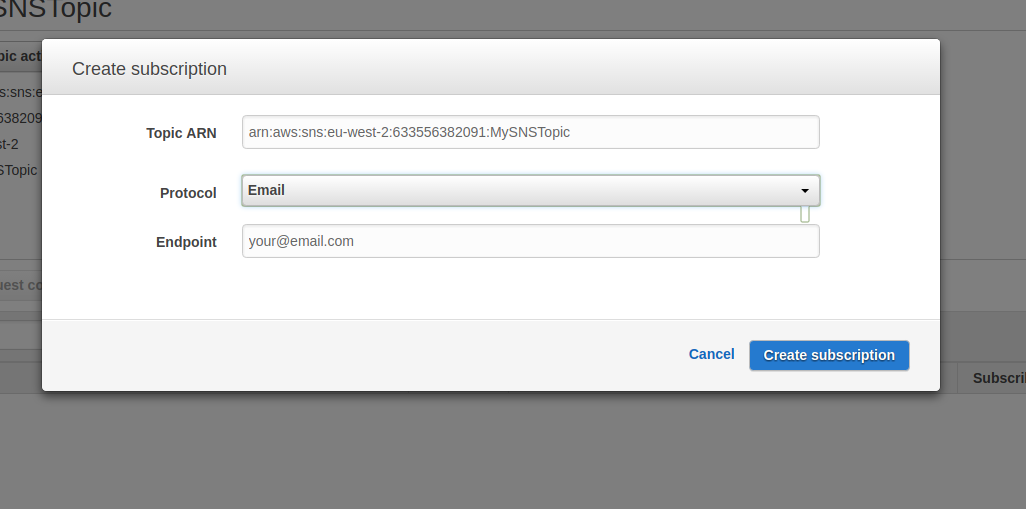 SNSTopic
Create subscription
Topic ARN
arn:aws:sns:eu-west-2:633556382091:MySNSTopic
Protocol
Email
Endpoint
your@email.com
Cancel
Create subscription
pic act
s:sns:e
638209
st-2
STopic
uest co
Subscri